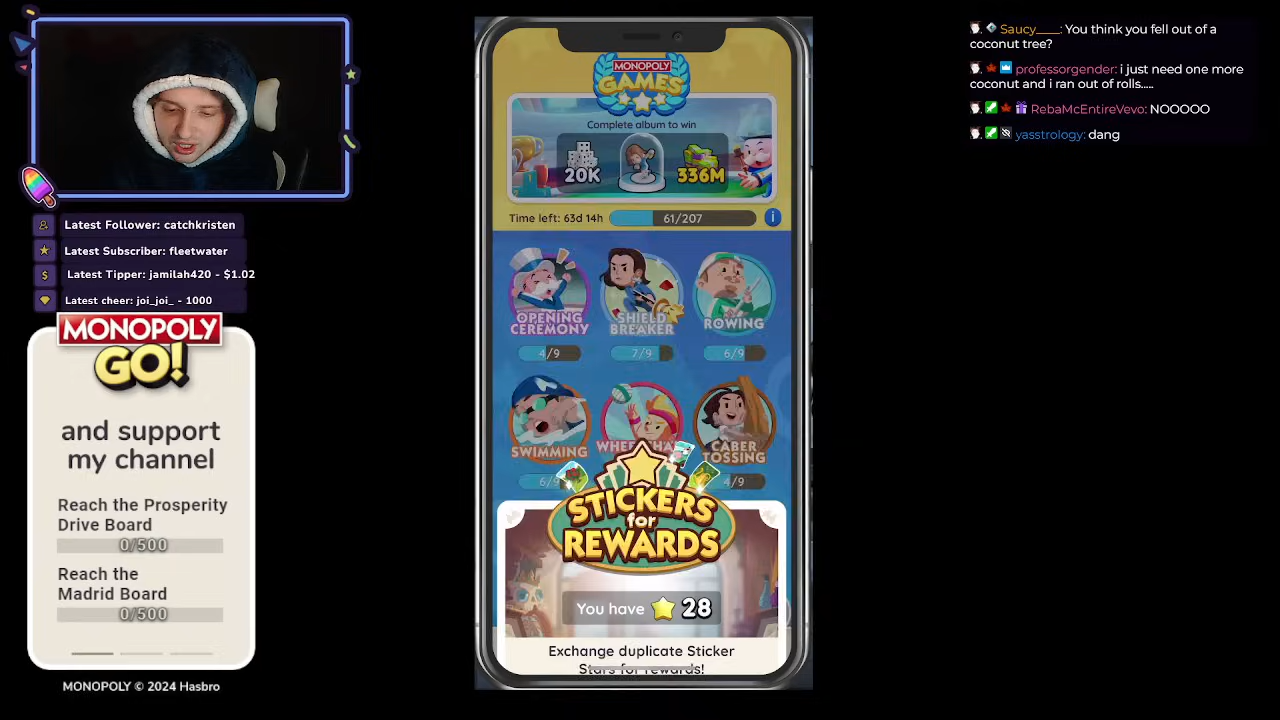 Latest Follower: catchkristen
Latest Subscriber: fleetwater
Latest Tipper: jamilah420 - $1.02
Latest cheer: joi_joi_ - 1000
MONOPOLY
GO!
and support
my channel
Reach the Prosperity
Drive Board
0/500
Reach the
Madrid Board
0/500
MONOPOLY © 2024 Hasbro
MONOPOLY
GAMES
Complete album to win
20K
336M
Time left: 63d 14h
61/207
i
OPENING
CEREMONY
4/9
SHIELD
BREAKER
7/9
ROWING
6/9
SWIMMING
6/9
CABER
TOSSING
4/9
STICKERS
for
REWARDS
You have 28
Exchange duplicate Sticker
Stars for rewards!
Saucy____: You think you fell out of a
coconut tree?
professorgender: i just need one more
coconut and i ran out of rolls.....
RebaMcEntireVevo: NOOOOO
yasstrology: dang